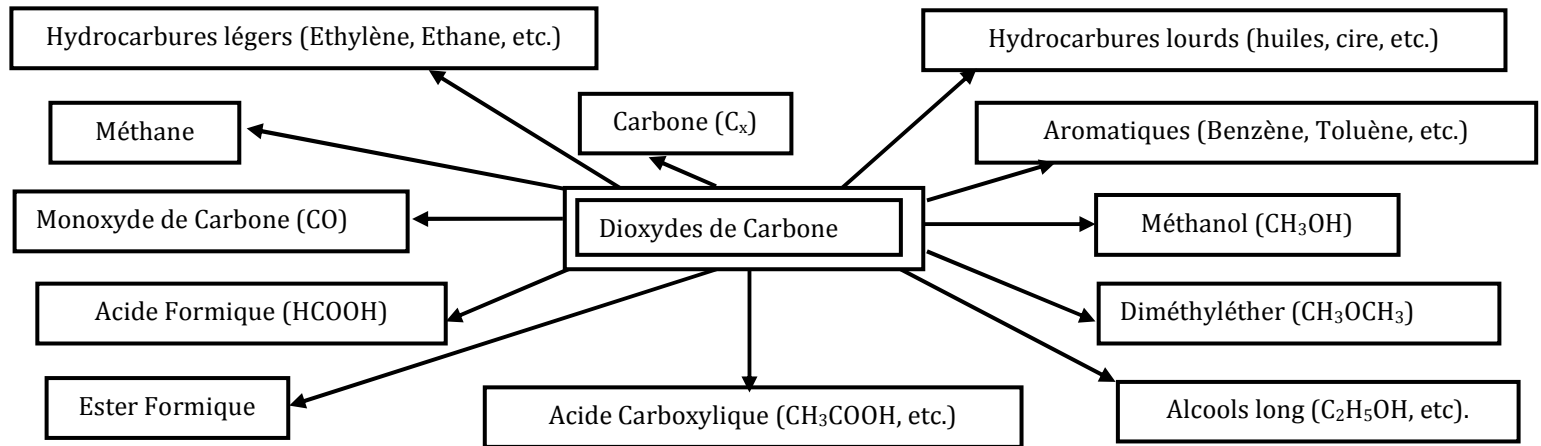 Hydrocarbures légers (Ethylène, Ethane, etc.)
Hydrocarbures lourds (huiles, cire, etc.)
Carbone (Cₓ)
Méthane
Aromatiques (Benzène, Toluène, etc.)
Monoxyde de Carbone (CO)
Dioxydes de Carbone
Méthanol (CH₃OH)
Acide Formique (HCOOH)
Diméthyléther (CH₃OCH₃)
Ester Formique
Acide Carboxylique (CH₃COOH, etc.)
Alcools long (C₂H₅OH, etc).